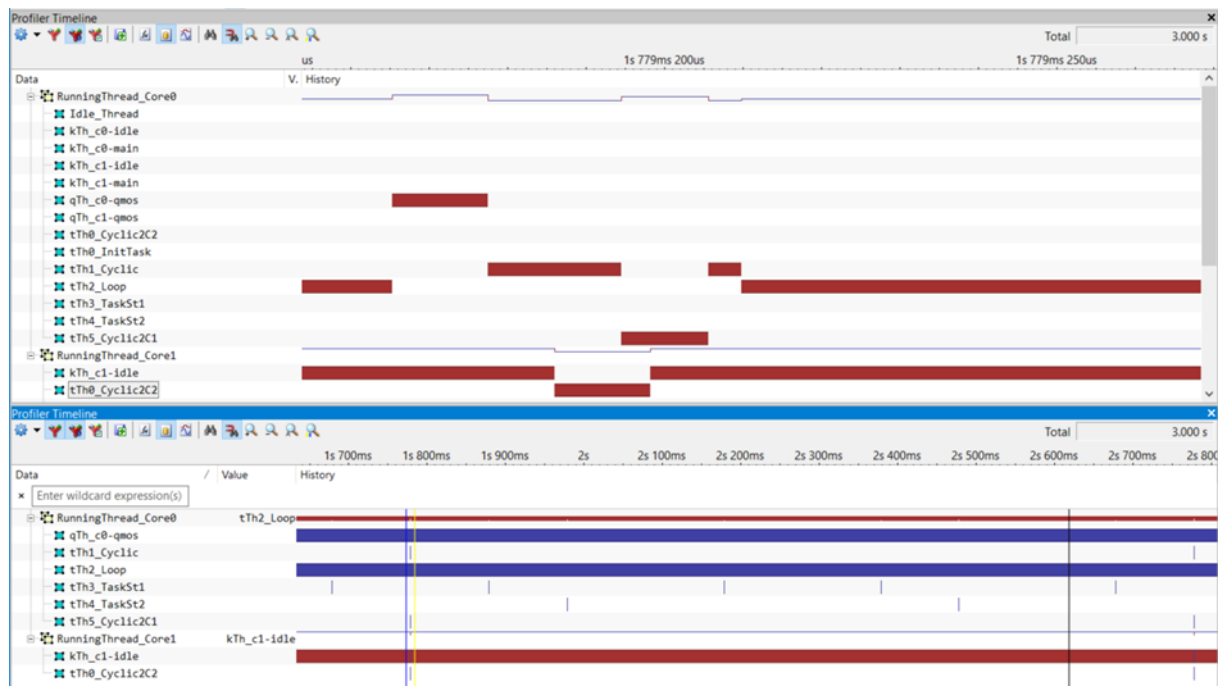 Profiler Timeline
Total 3.000 s
us 1s 779ms 200us 1s 779ms 250us
Data V. History
RunningThread_Core0
Idle_Thread
kTh_c0-idle
kTh_c0-main
kTh_c1-idle
kTh_c1-main
qTh_c0-qmos
qTh_c1-qmos
tTh0_Cyclic2C2
tTh0_InitTask
tTh1_Cyclic
tTh2_Loop
tTh3_TaskSt1
tTh4_TaskSt2
tTh5_Cyclic2C1
RunningThread_Core1
kTh_c1-idle
tTh0_Cyclic2C2
Profiler Timeline
Total 3.000 s
1s 700ms 1s 800ms 1s 900ms 2s 2s 100ms 2s 200ms 2s 300ms 2s 400ms 2s 500ms 2s 600ms 2s 700ms 2s 800
Data / Value History
Enter wildcard expression(s)
RunningThread_Core0 tTh2_Loop
qTh_c0-qmos
tTh1_Cyclic
tTh2_Loop
tTh3_TaskSt1
tTh4_TaskSt2
tTh5_Cyclic2C1
RunningThread_Core1 kTh_c1-idle
kTh_c1-idle
tTh0_Cyclic2C2